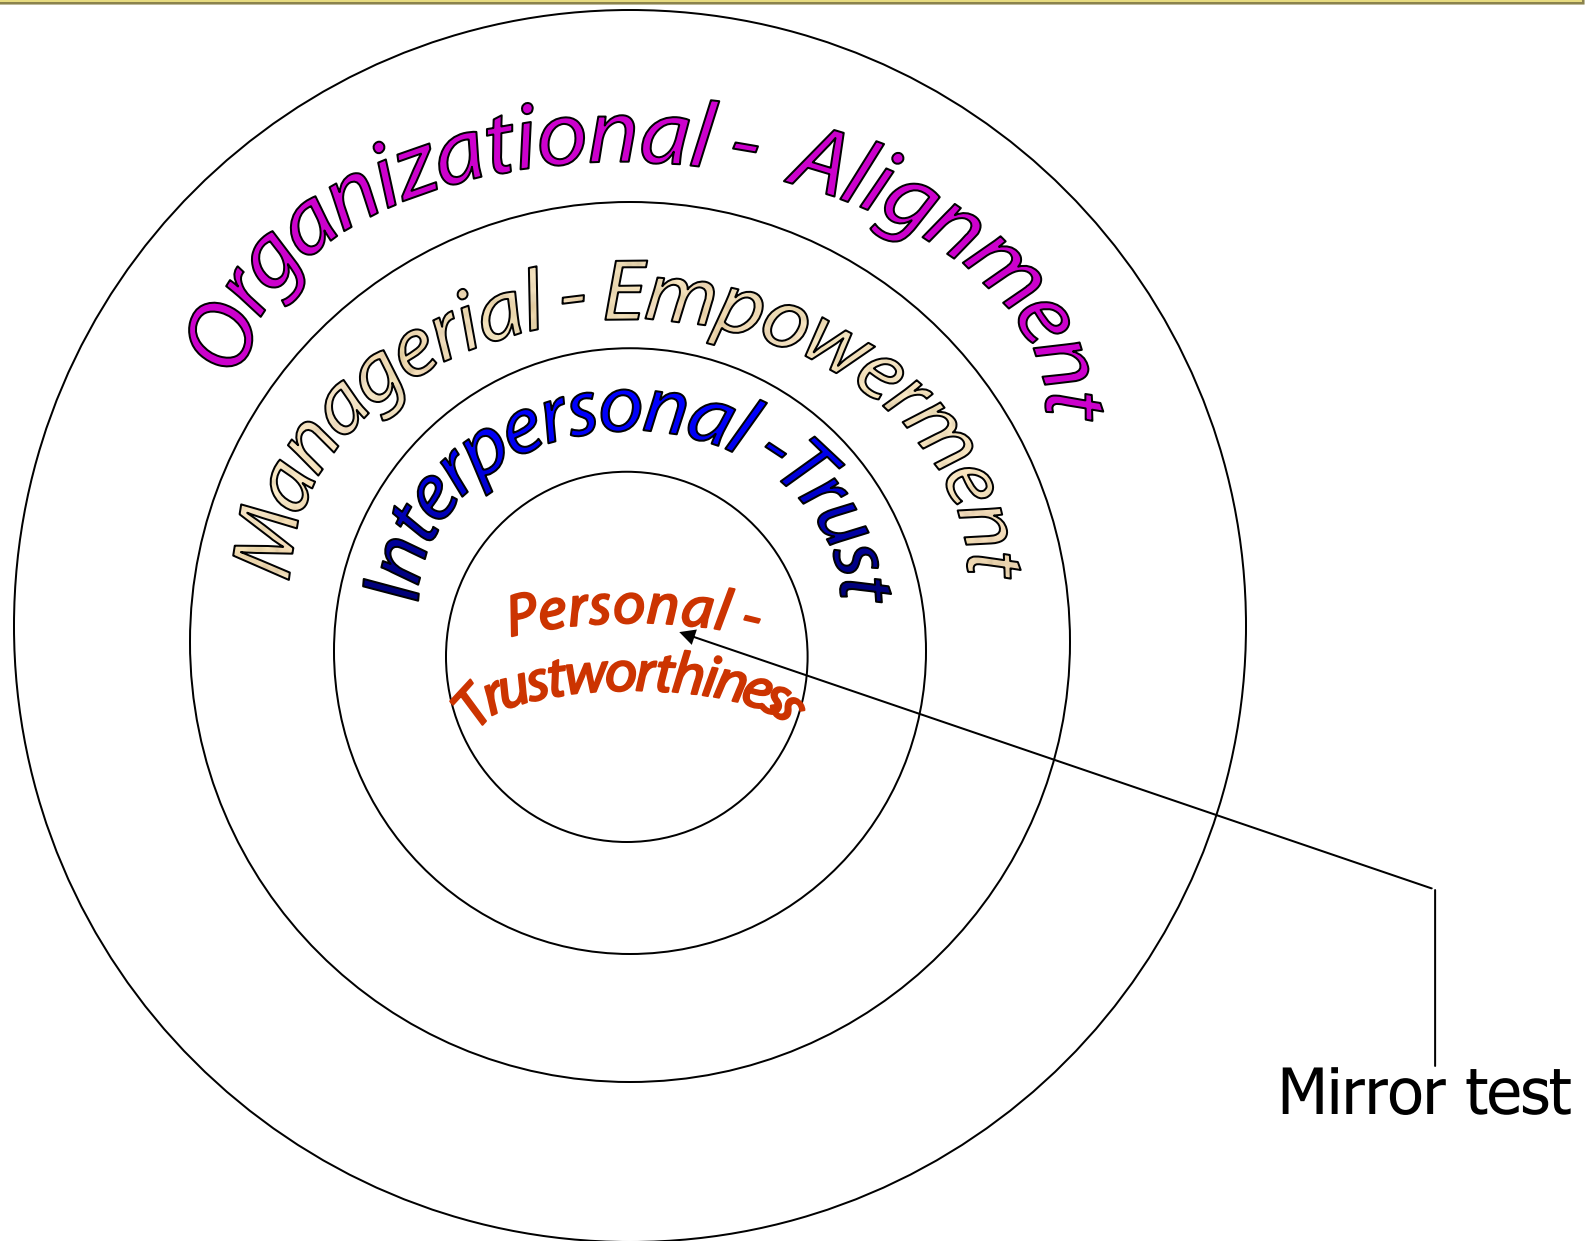 Organizational - Alignment
Managerial - Empowerment
Interpersonal -Trust
Personal -
Trustworthiness
Mirror test